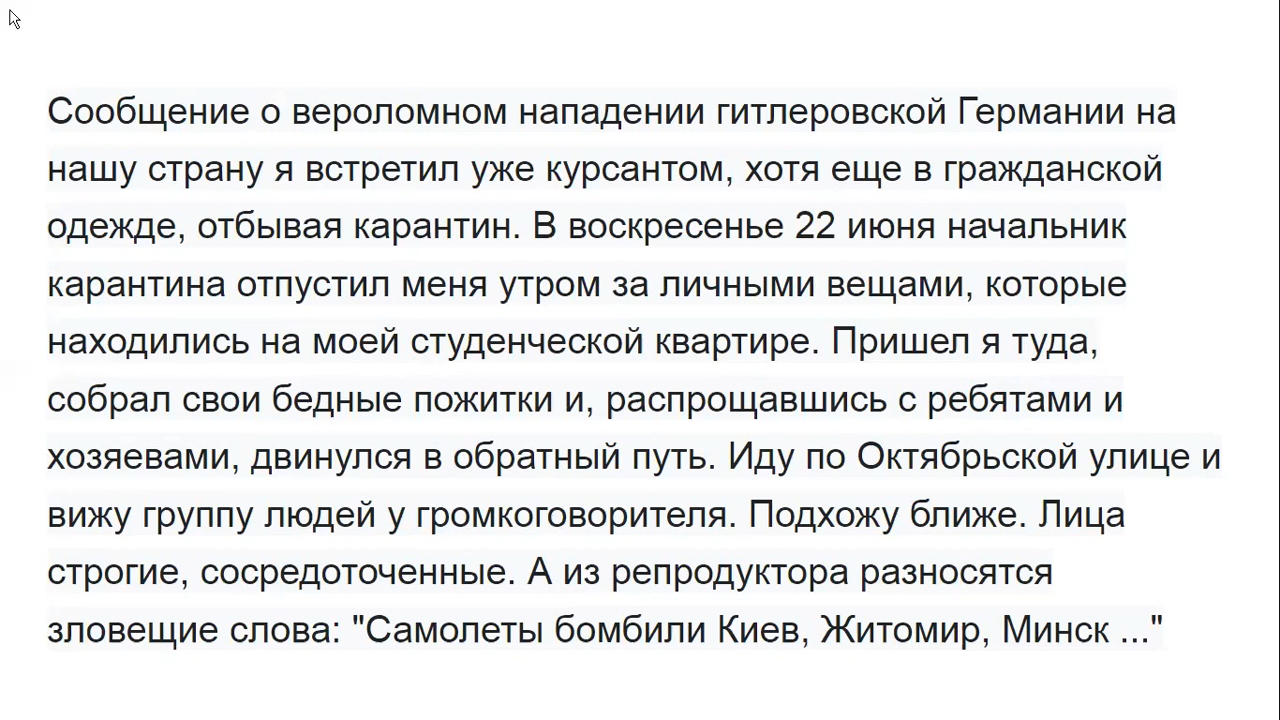 Сообщение о вероломном нападении гитлеровской Германии на
нашу страну я встретил уже курсантом, хотя еще в гражданской
одежде, отбывая карантин. В воскресенье 22 июня начальник
карантина отпустил меня утром за личными вещами, которые
находились на моей студенческой квартире. Пришел я туда,
собрал свои бедные пожитки и, распрощавшись с ребятами и
хозяевами, двинулся в обратный путь. Иду по Октябрьской улице и
вижу группу людей у громкоговорителя. Подхожу ближе. Лица
строгие, сосредоточенные. А из репродуктора разносятся
зловещие слова: "Самолеты бомбили Киев, Житомир, Минск ..."